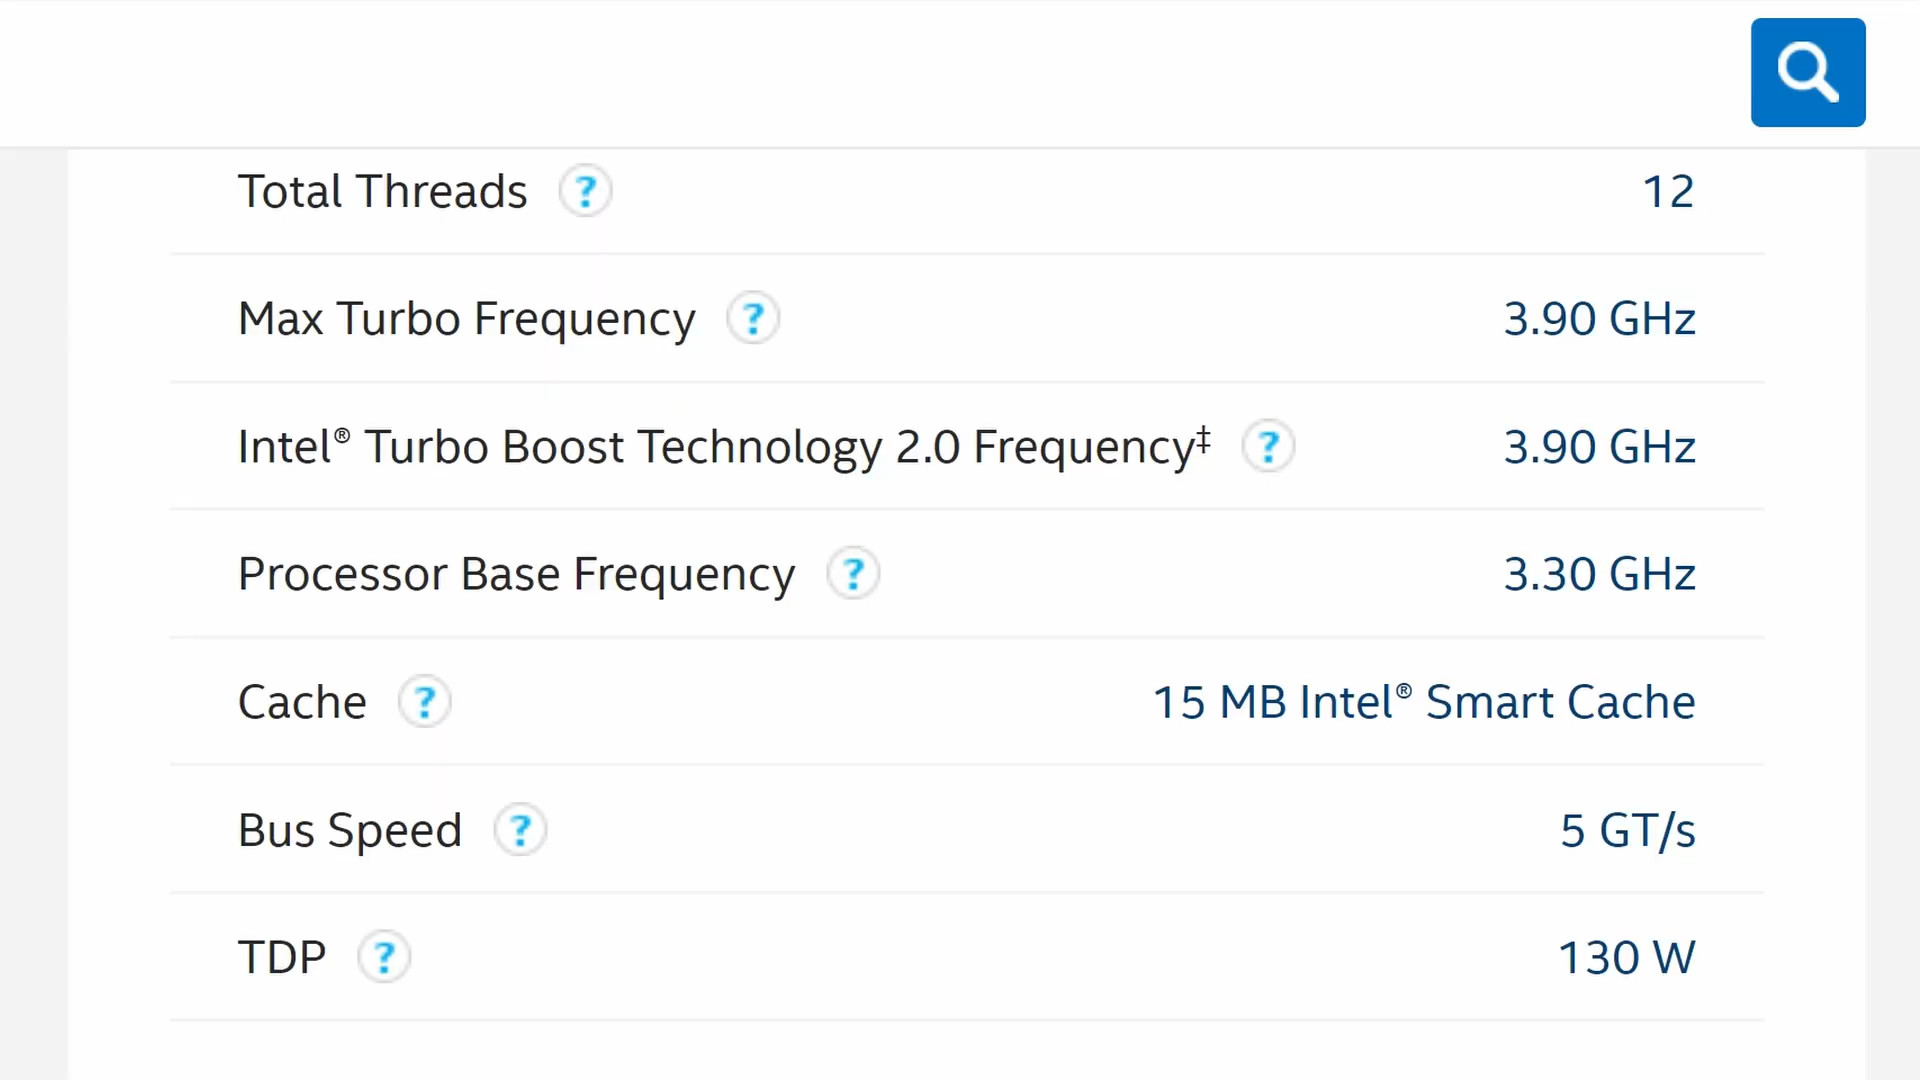 Total Threads ? 12
Max Turbo Frequency ? 3.90 GHz
Intel® Turbo Boost Technology 2.0 Frequency‡ ? 3.90 GHz
Processor Base Frequency ? 3.30 GHz
Cache ? 15 MB Intel® Smart Cache
Bus Speed ? 5 GT/s
TDP ? 130 W